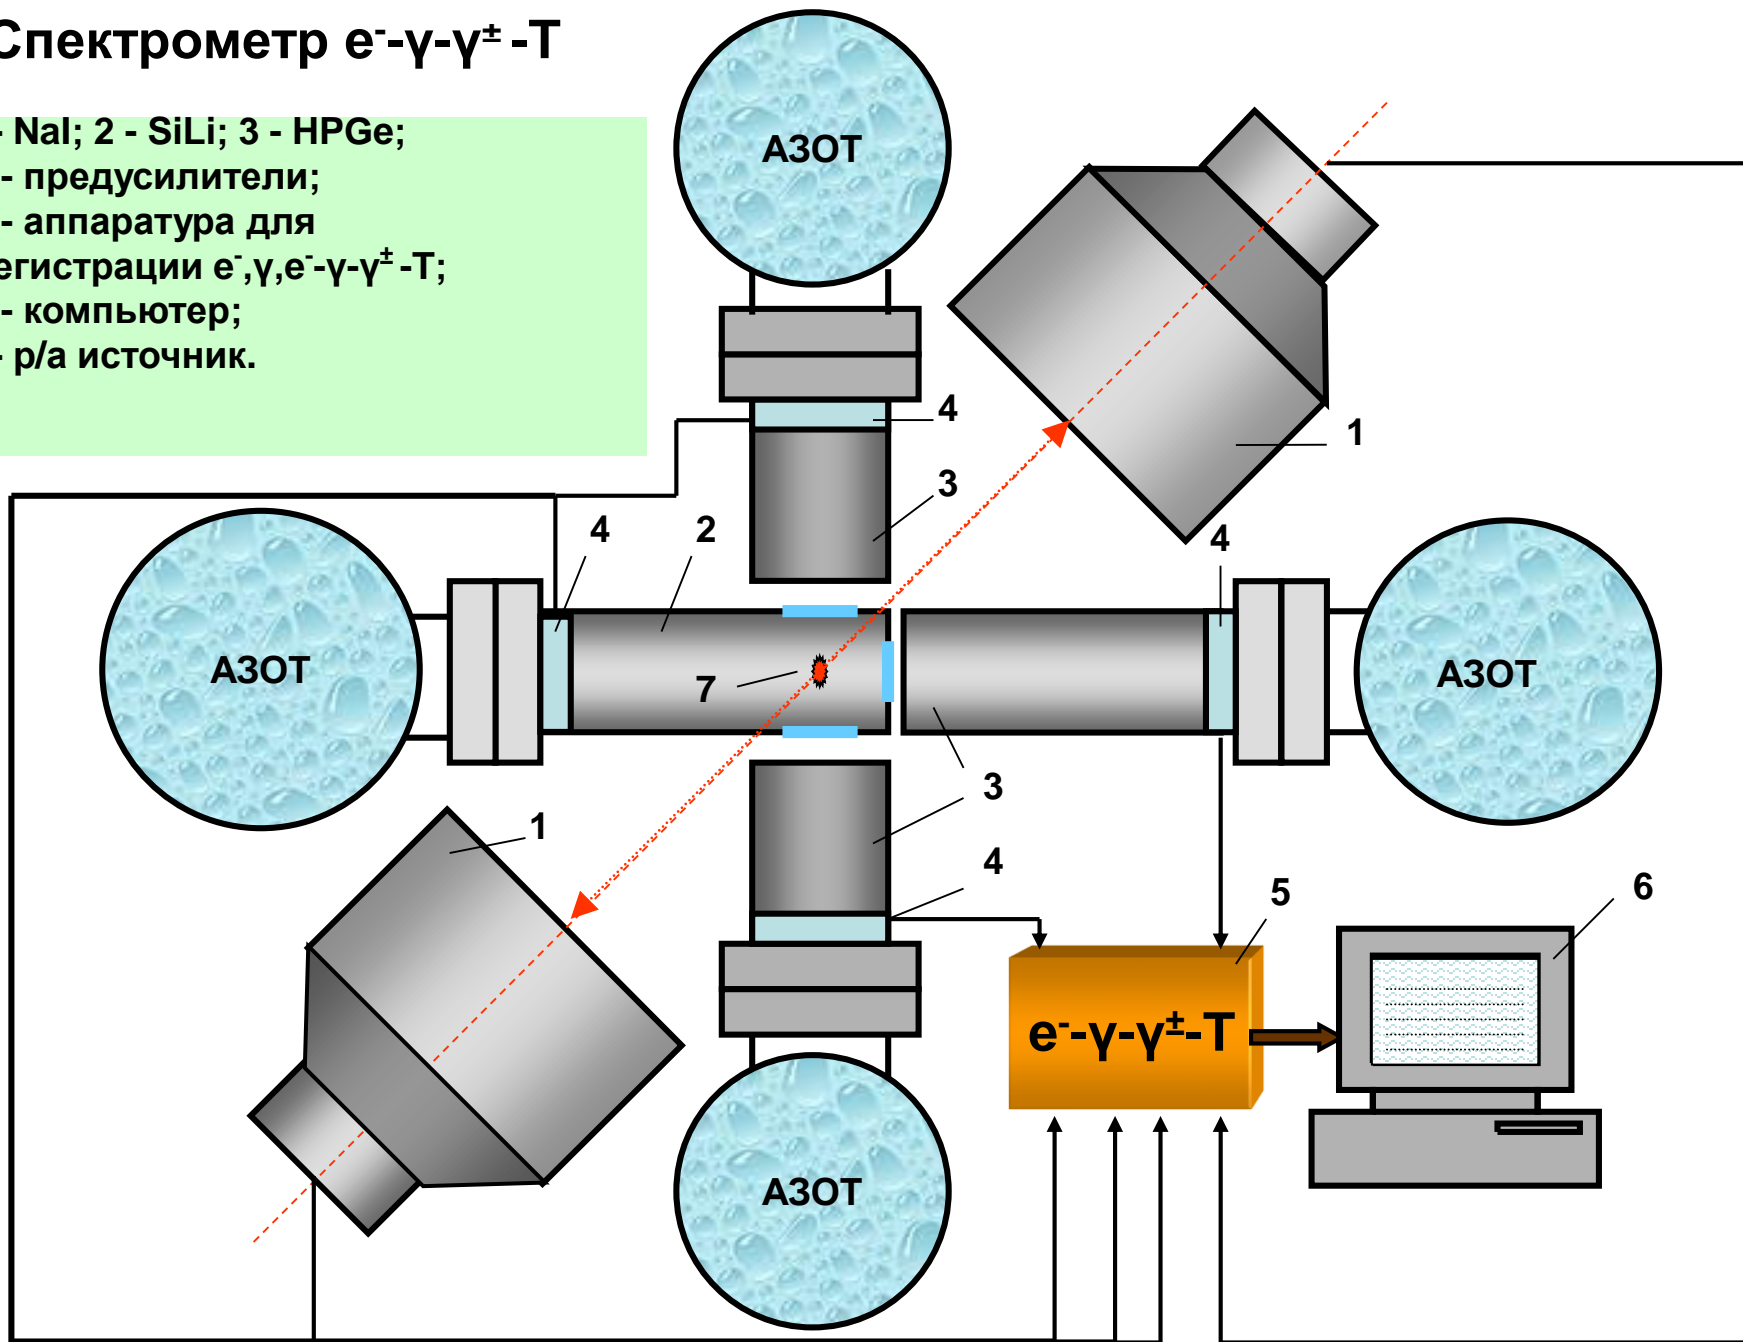 Спектрометр e⁻-γ-γ± -T
- NaI; 2 - SiLi; 3 - HPGe;
- предусилители;
- аппаратура для
егистрации e⁻,γ,e⁻-γ-γ± -T;
- компьютер;
- р/а источник.
АЗОТ
4
1
3
4
2
4
АЗОТ
7
АЗОТ
3
1
4
5
6
e⁻-γ-γ±-T
АЗОТ